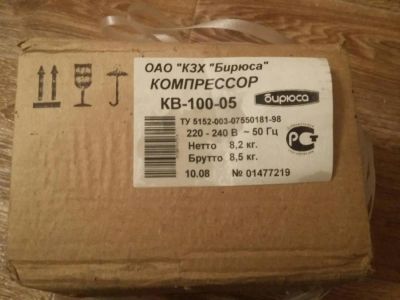 ОАО "КЗХ "Бирюса"
КОМПРЕССОР
КВ-100-05
бирюса
ТУ 5152-003-07550181-98
220 - 240 В ~ 50 Гц
Нетто 8,2 кг.
Брутто 8,5 кг.
10.08 № 01477219